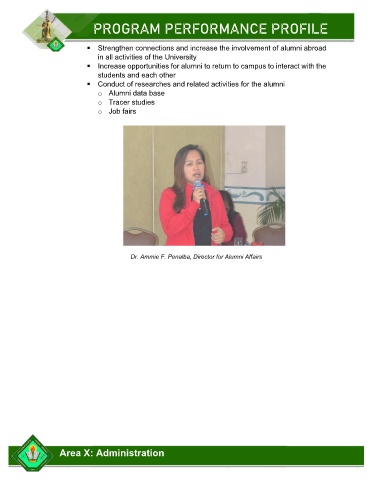 PROGRAM PERFORMANCE PROFILE
▪ Strengthen connections and increase the involvement of alumni abroad
in all activities of the University
▪ Increase opportunities for alumni to return to campus to interact with the
students and each other
▪ Conduct of researches and related activities for the alumni
o Alumni data base
o Tracer studies
o Job fairs
Dr. Ammie F. Penalba, Director for Alumni Affairs
Area X: Administration